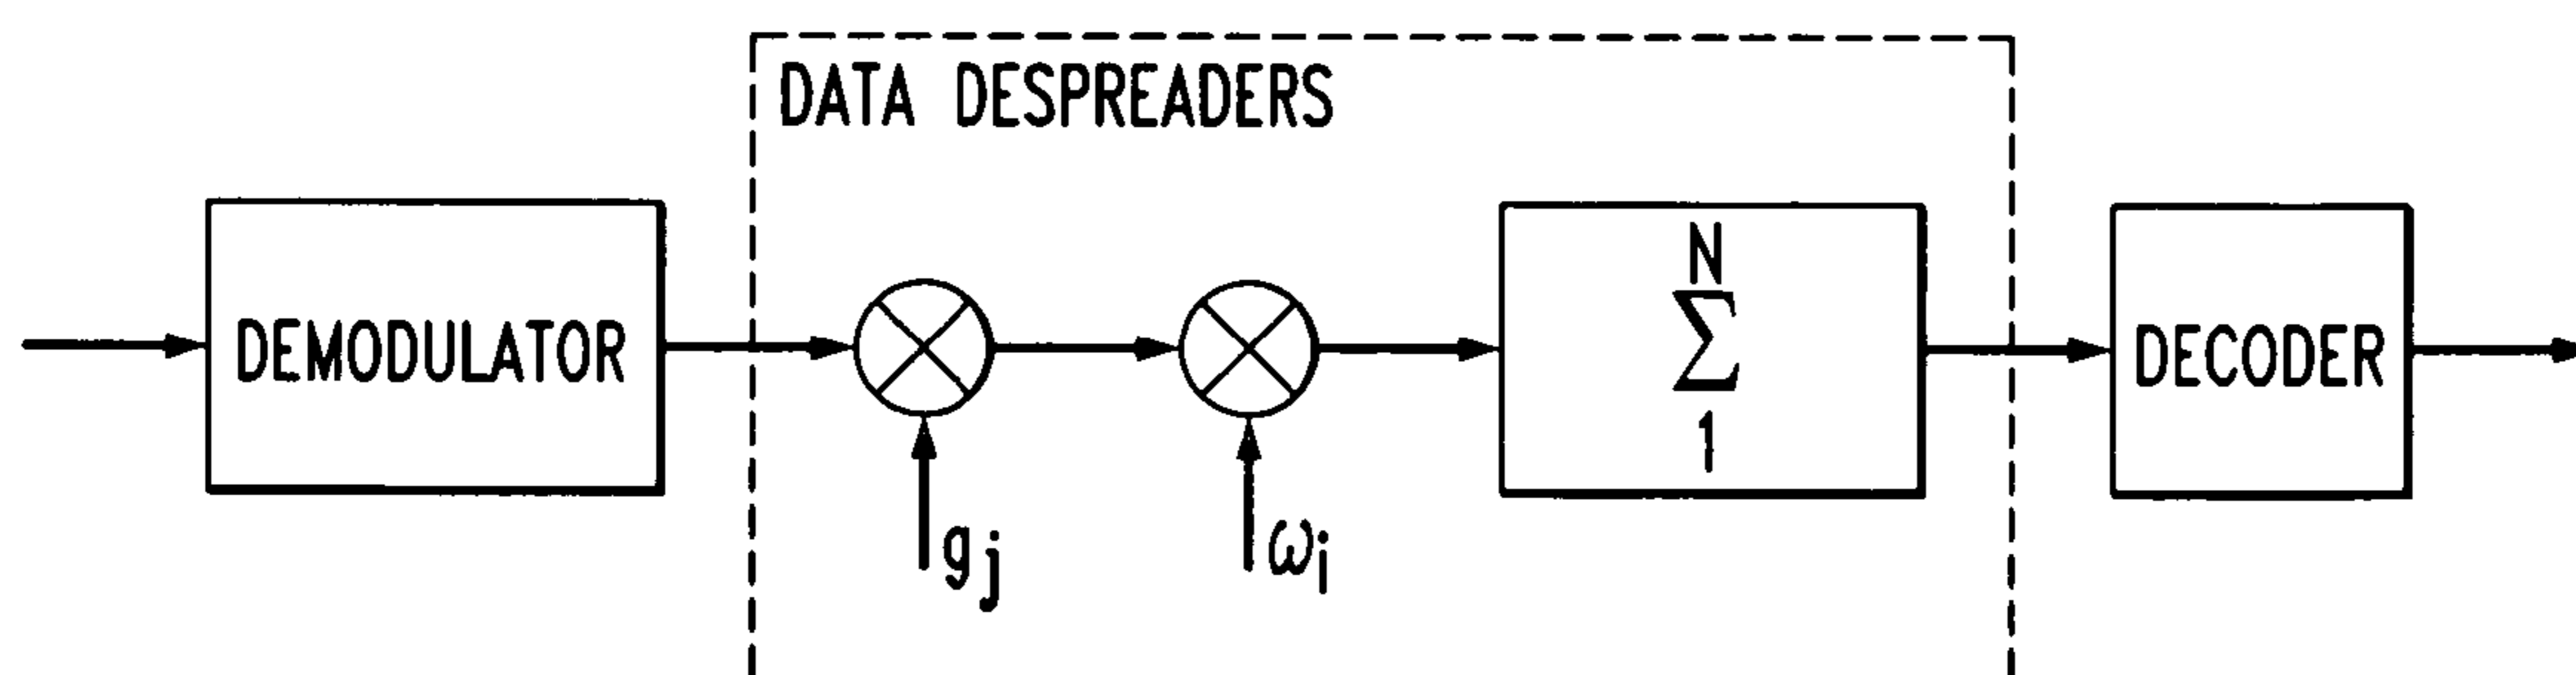 DATA DESPREADERS
DEMODULATOR
N
Σ
1
DECODER
gj
ωi